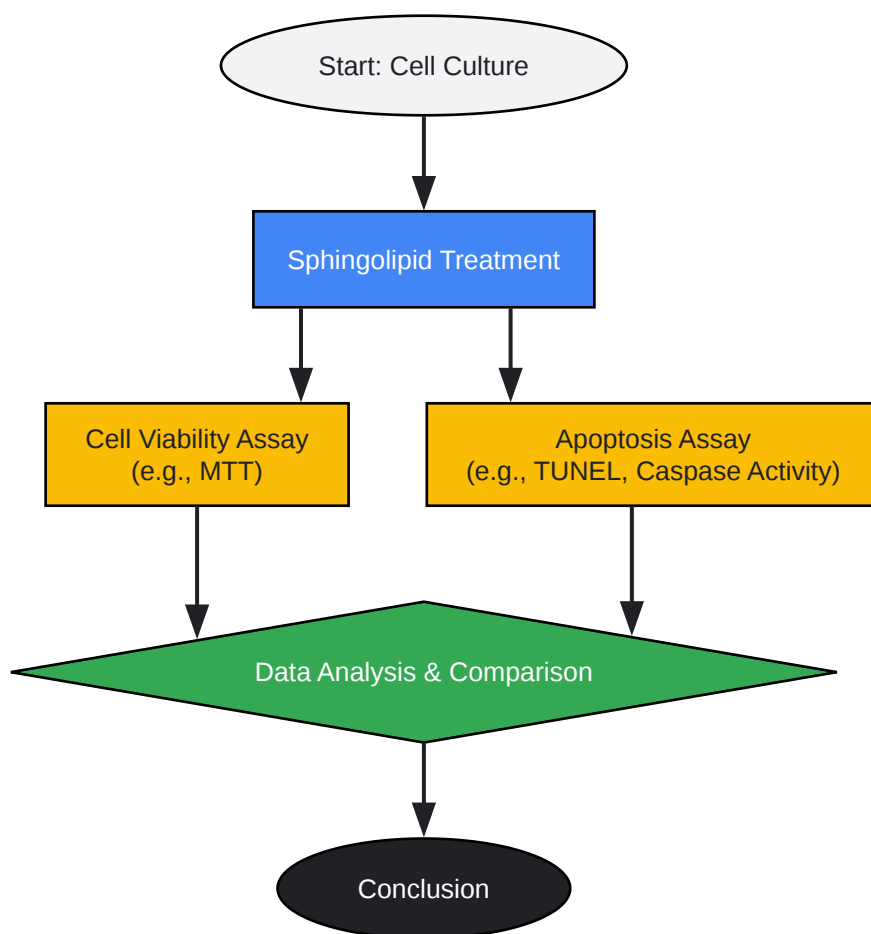 Start: Cell Culture
Sphingolipid Treatment
Cell Viability Assay
(e.g., MTT)
Apoptosis Assay
(e.g., TUNEL, Caspase Activity)
Data Analysis & Comparison
Conclusion